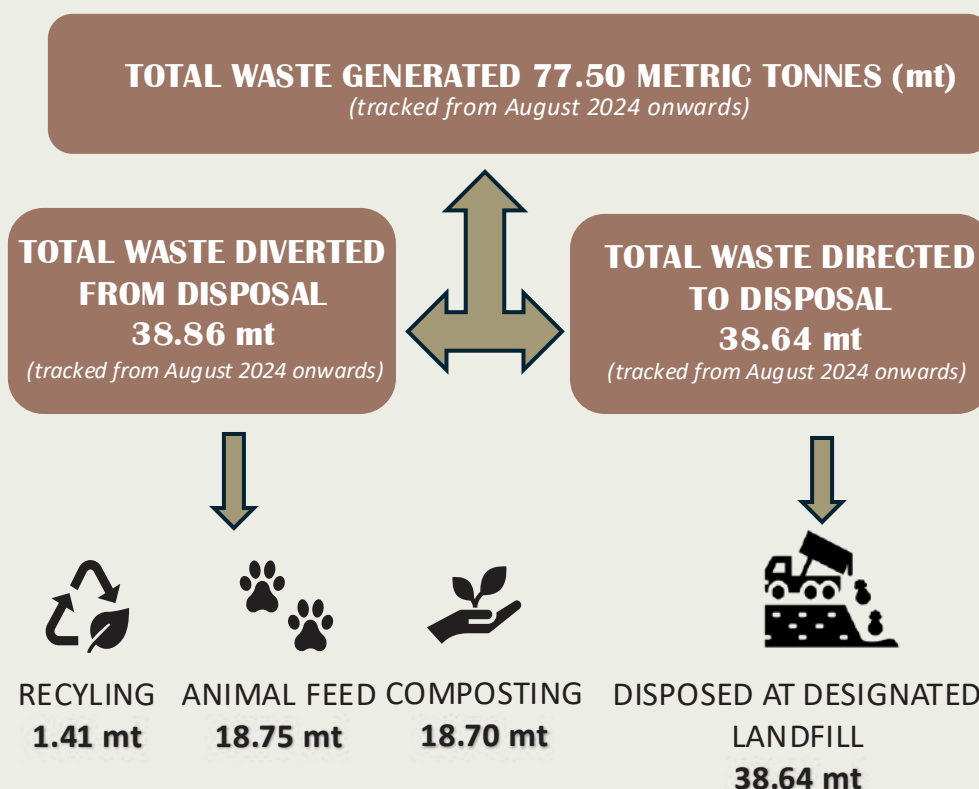 TOTAL WASTE GENERATED 77.50 METRIC TONNES (mt)
(tracked from August 2024 onwards)
TOTAL WASTE DIVERTED
FROM DISPOSAL
38.86 mt
(tracked from August 2024 onwards)
TOTAL WASTE DIRECTED
TO DISPOSAL
38.64 mt
(tracked from August 2024 onwards)
RECYLING
1.41 mt
ANIMAL FEED
18.75 mt
COMPOSTING
18.70 mt
DISPOSED AT DESIGNATED
LANDFILL
38.64 mt